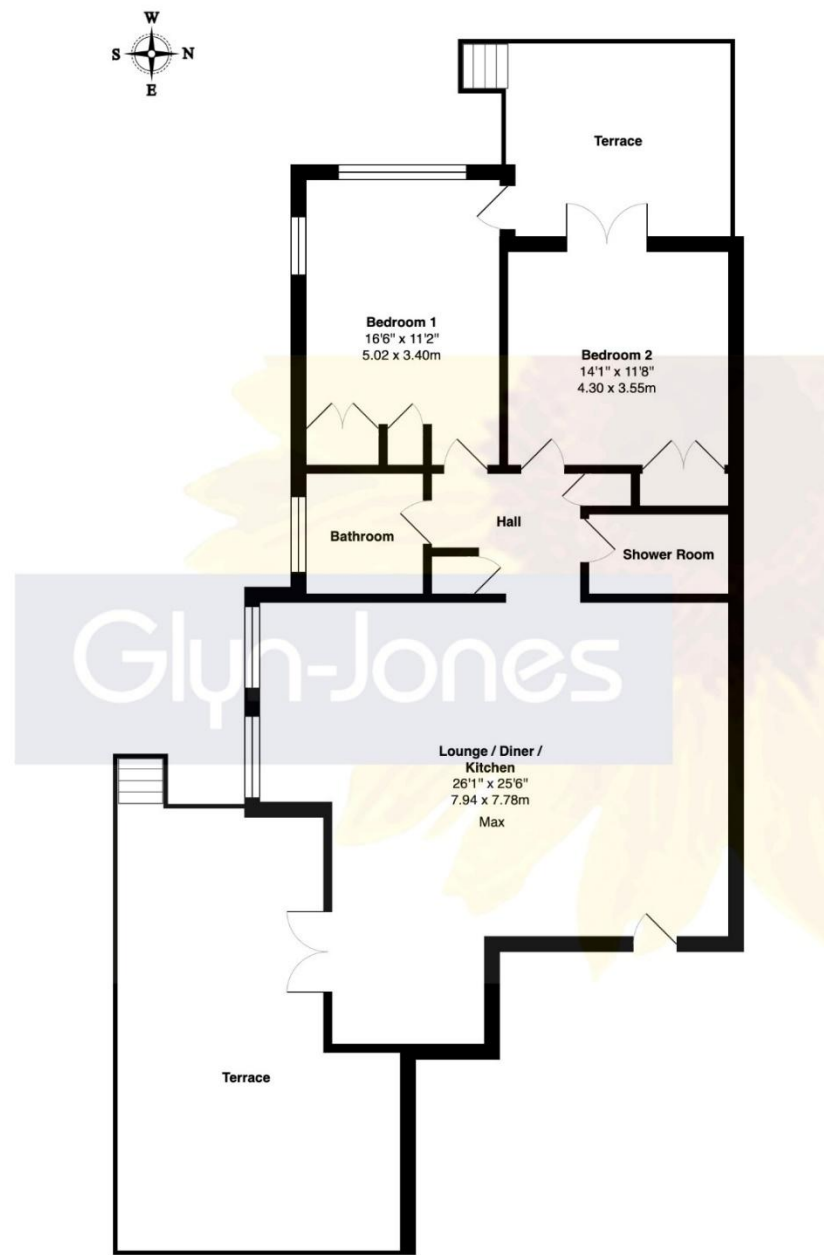 W
S N
E
Terrace
Bedroom 1
16'6" x 11'2"
5.02 x 3.40m
Bedroom 2
14'1" x 11'8"
4.30 x 3.55m
Bathroom
Hall
Shower Room
Glyn-Jones
Lounge / Diner /
Kitchen
26'1" x 25'6"
7.94 x 7.78m
Max
Terrace